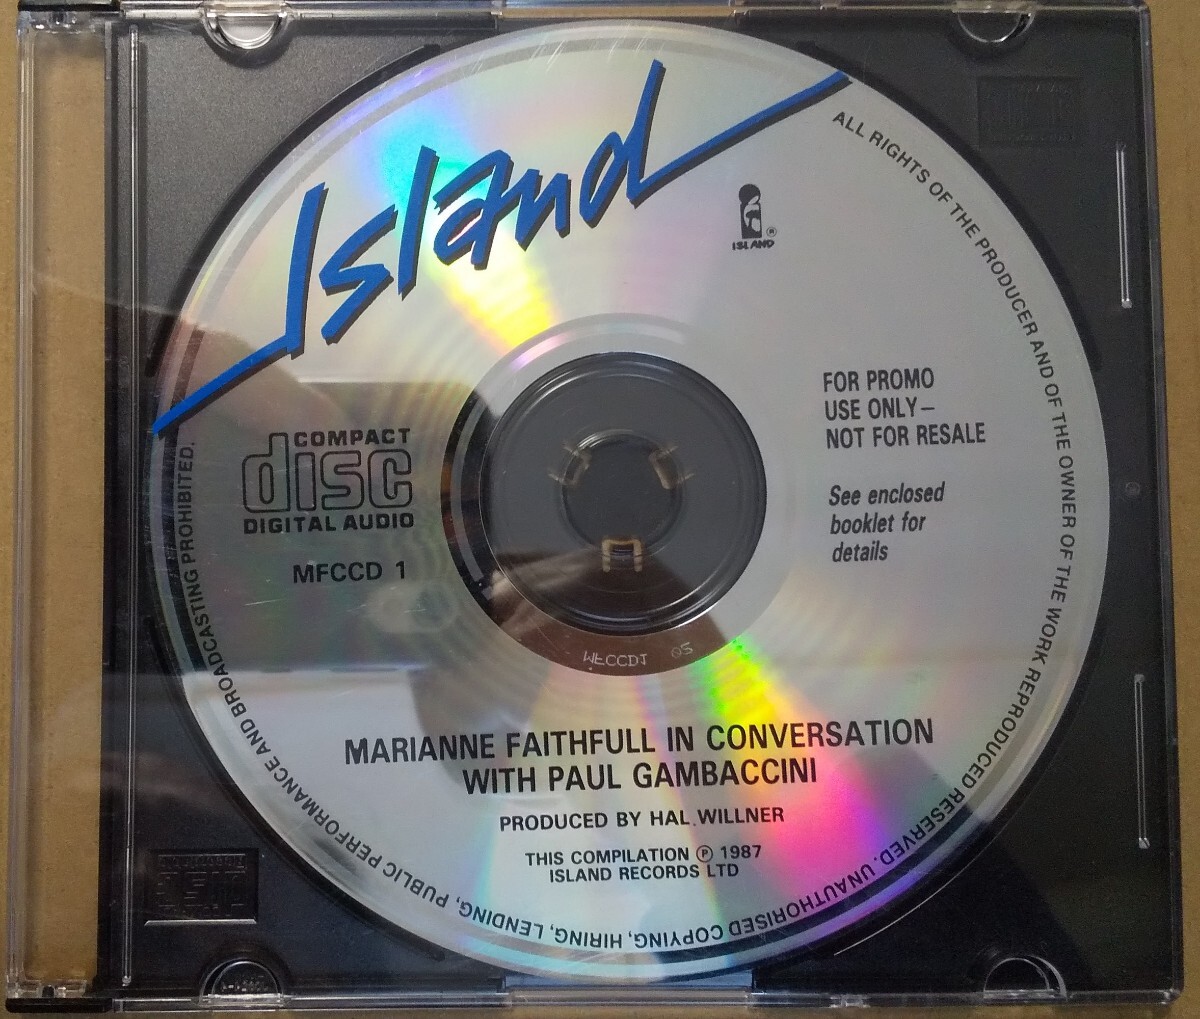 Island
ISLAND ®
FOR PROMO
USE ONLY–
NOT FOR RESALE
See enclosed
booklet for
details
COMPACT
disc
DIGITAL AUDIO
MFCCD 1
MARIANNE FAITHFULL IN CONVERSATION
WITH PAUL GAMBACCINI
PRODUCED BY HAL WILLNER
THIS COMPILATION ℗ 1987
ISLAND RECORDS LTD
ALL RIGHTS OF THE PRODUCER AND OF THE OWNER OF THE WORK REPRODUCED RESERVED. UNAUTHORISED COPYING, HIRING, LENDING, PUBLIC PERFORMANCE AND BROADCASTING PROHIBITED.